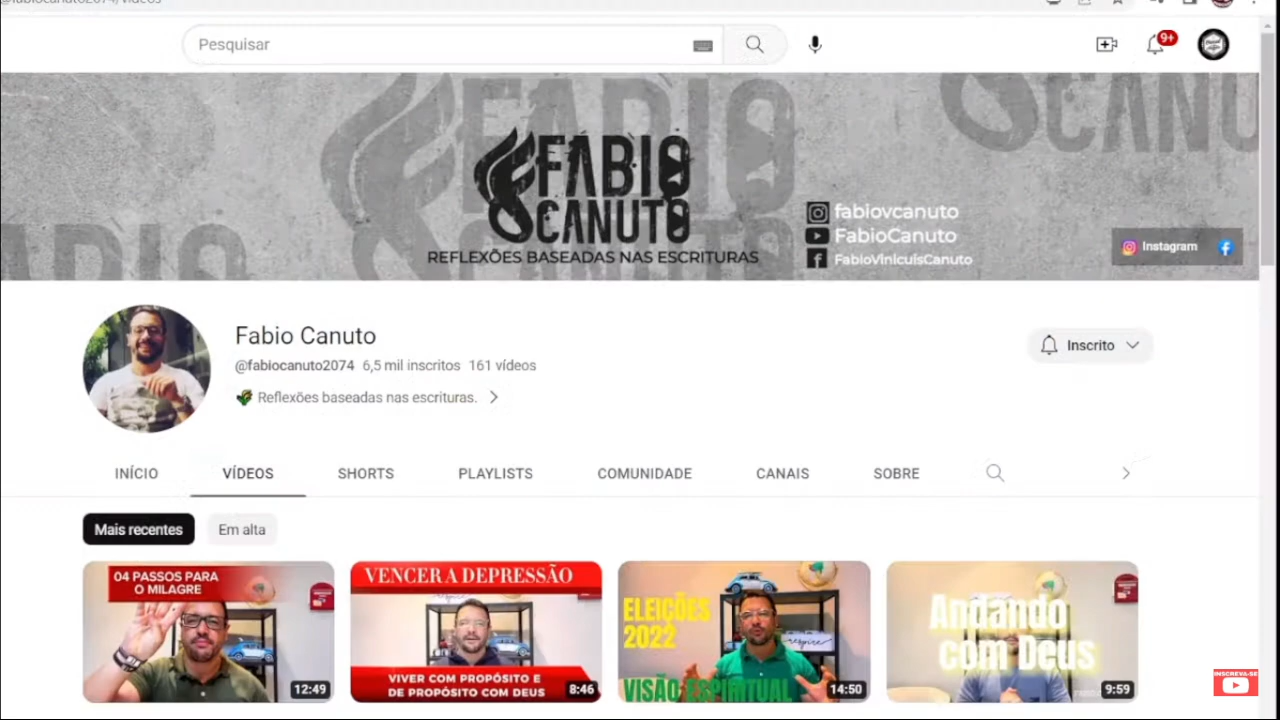 Pesquisar
9+
FABIO
CANUTO
REFLEXÕES BASEADAS NAS ESCRITURAS
fabiovcanuto
FabioCanuto
FabioViniculsCanuto
Instagram
Fabio Canuto
@fabiocanuto2074 6,5 mil inscritos 161 vídeos
Reflexões baseadas nas escrituras.
Inscrito
INÍCIO VÍDEOS SHORTS PLAYLISTS COMUNIDADE CANAIS SOBRE
Mais recentes Em alta
04 PASSOS PARA
O MILAGRE
12:49
VENCER A DEPRESSÃO
VIVER COM PROPÓSITO E
DE PROPÓSITO COM DEUS
8:46
ELEIÇÕES
2022
VISÃO ESPIRITUAL
14:50
Andando
com Deus
9:59
INSCREVA-SE